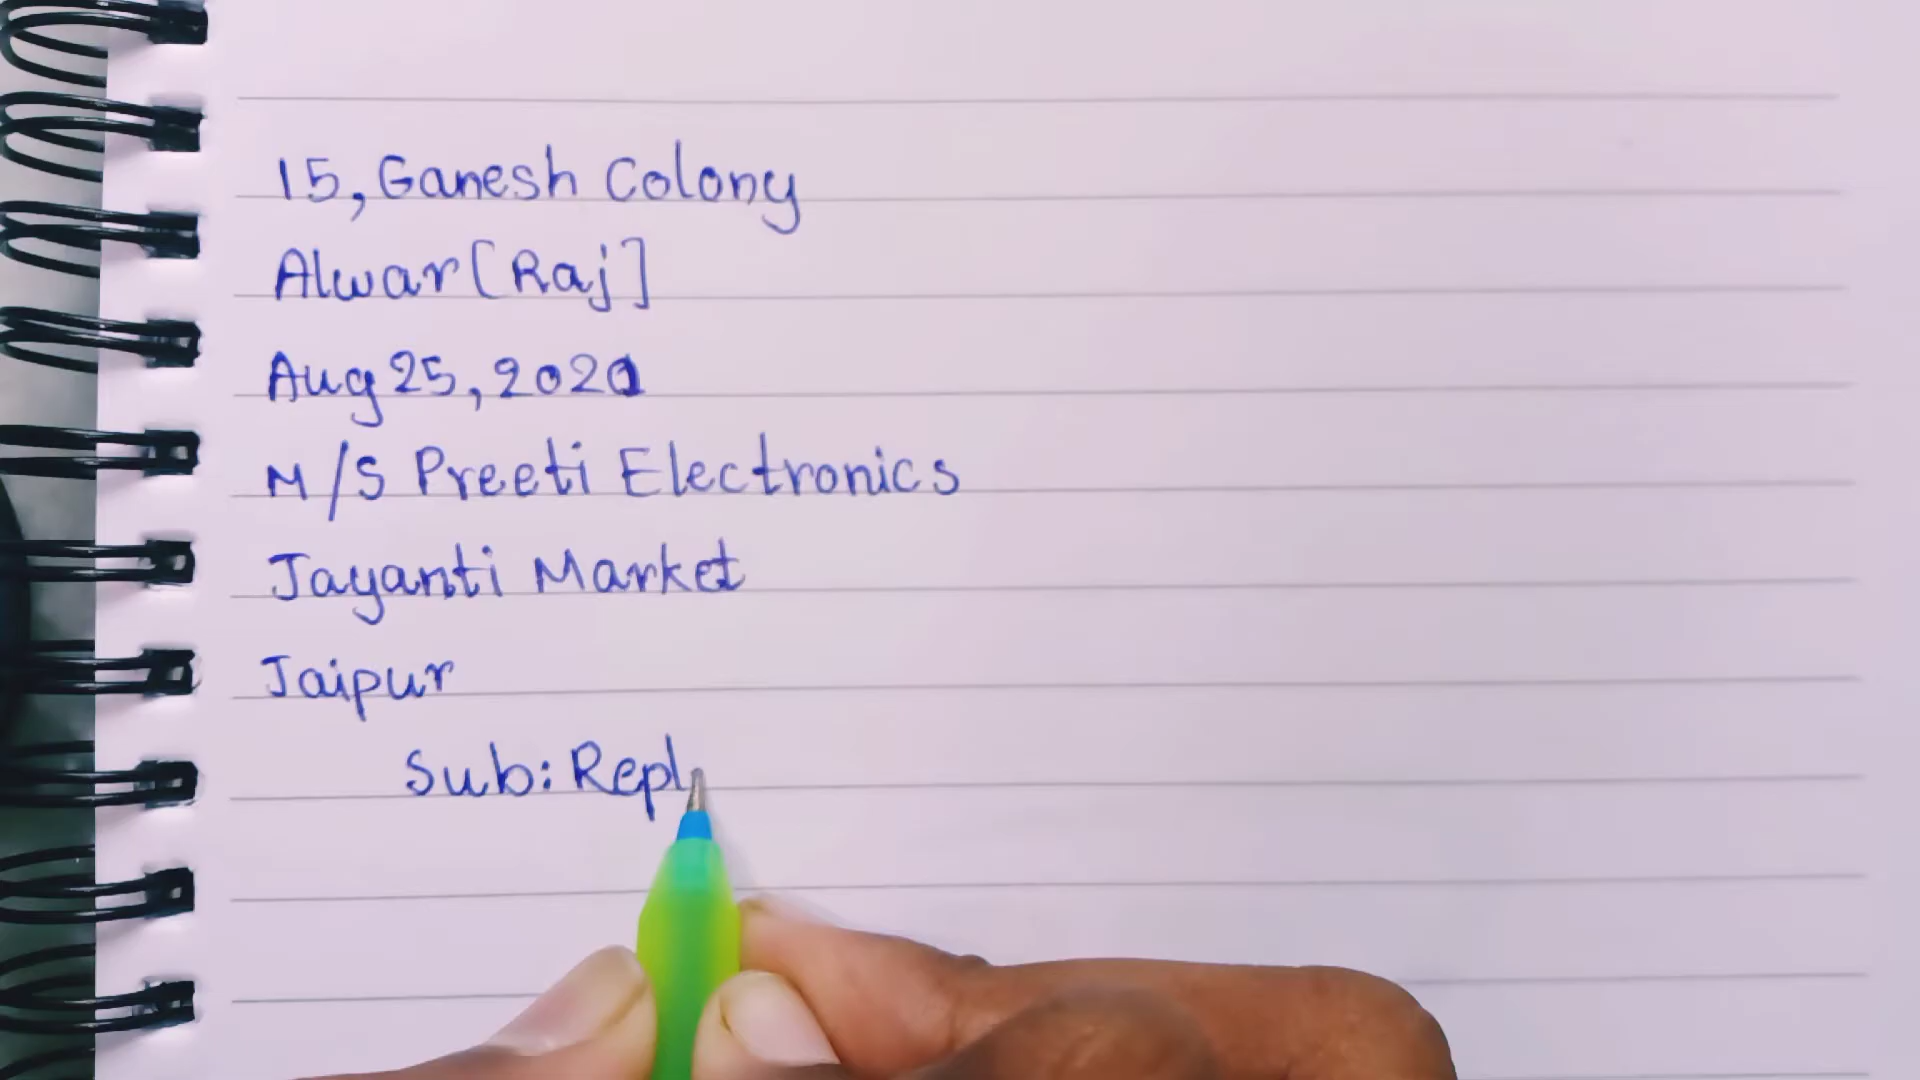 15, Ganesh Colony
Alwar [Raj]
Aug 25, 2021
M/S Preeti Electronics
Jayanti Market
Jaipur
Sub: Repl